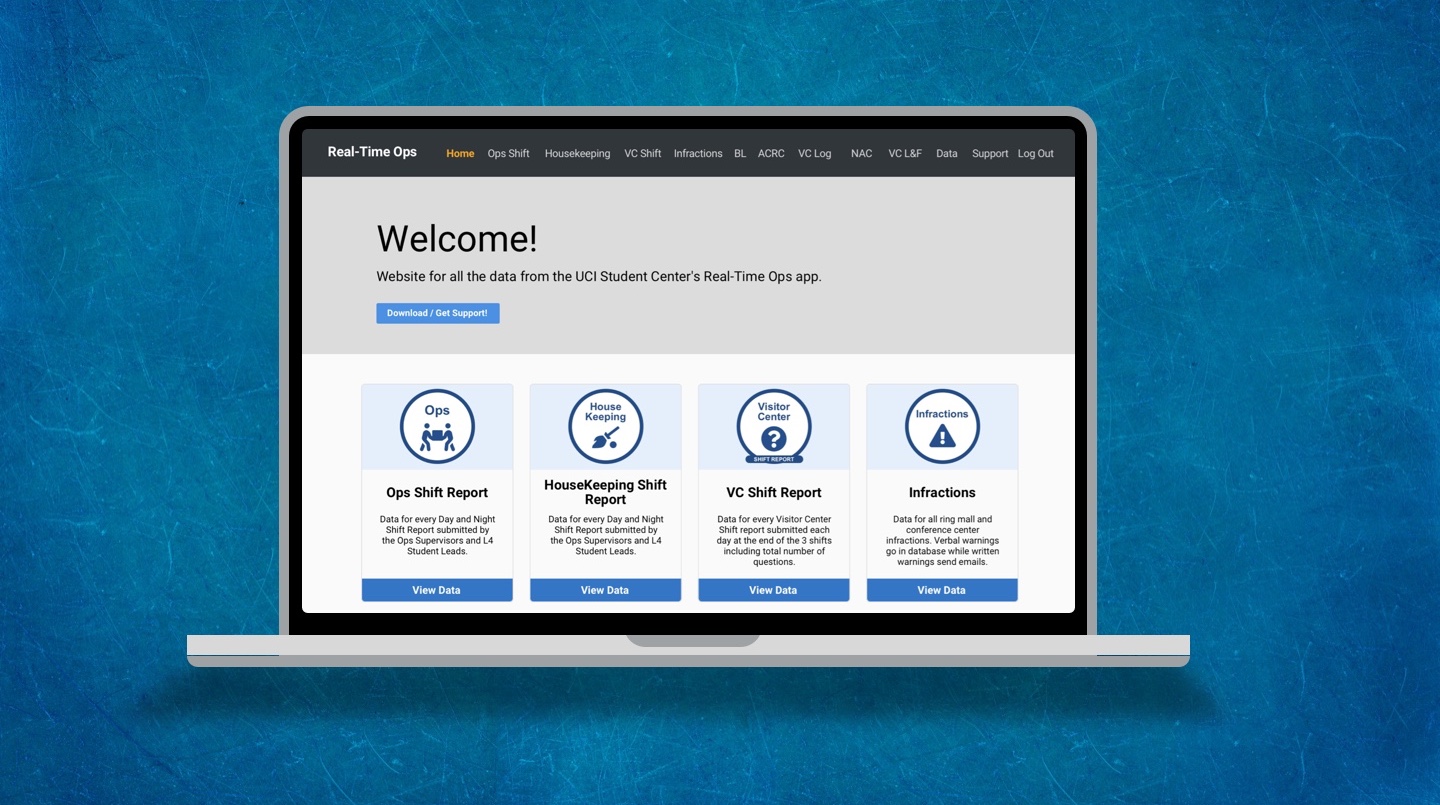 Real-Time Ops Home Ops Shift Housekeeping VC Shift Infractions BL ACRC VC Log NAC VC L&F Data Support Log Out
Welcome!
Website for all the data from the UCI Student Center's Real-Time Ops app.
Download / Get Support!
Ops
Ops Shift Report
Data for every Day and Night
Shift Report submitted by
the Ops Supervisors and L4
Student Leads.
View Data
House
Keeping
HouseKeeping Shift
Report
Data for every Day and Night
Shift Report submitted by
the Ops Supervisors and L4
Student Leads.
View Data
Visitor
Center
SHIFT REPORT
VC Shift Report
Data for every Visitor Center
Shift report submitted each
day at the end of the 3 shifts
including total number of
questions.
View Data
Infractions
Infractions
Data for all ring mall and
conference center
infractions. Verbal warnings
go in database while written
warnings send emails.
View Data